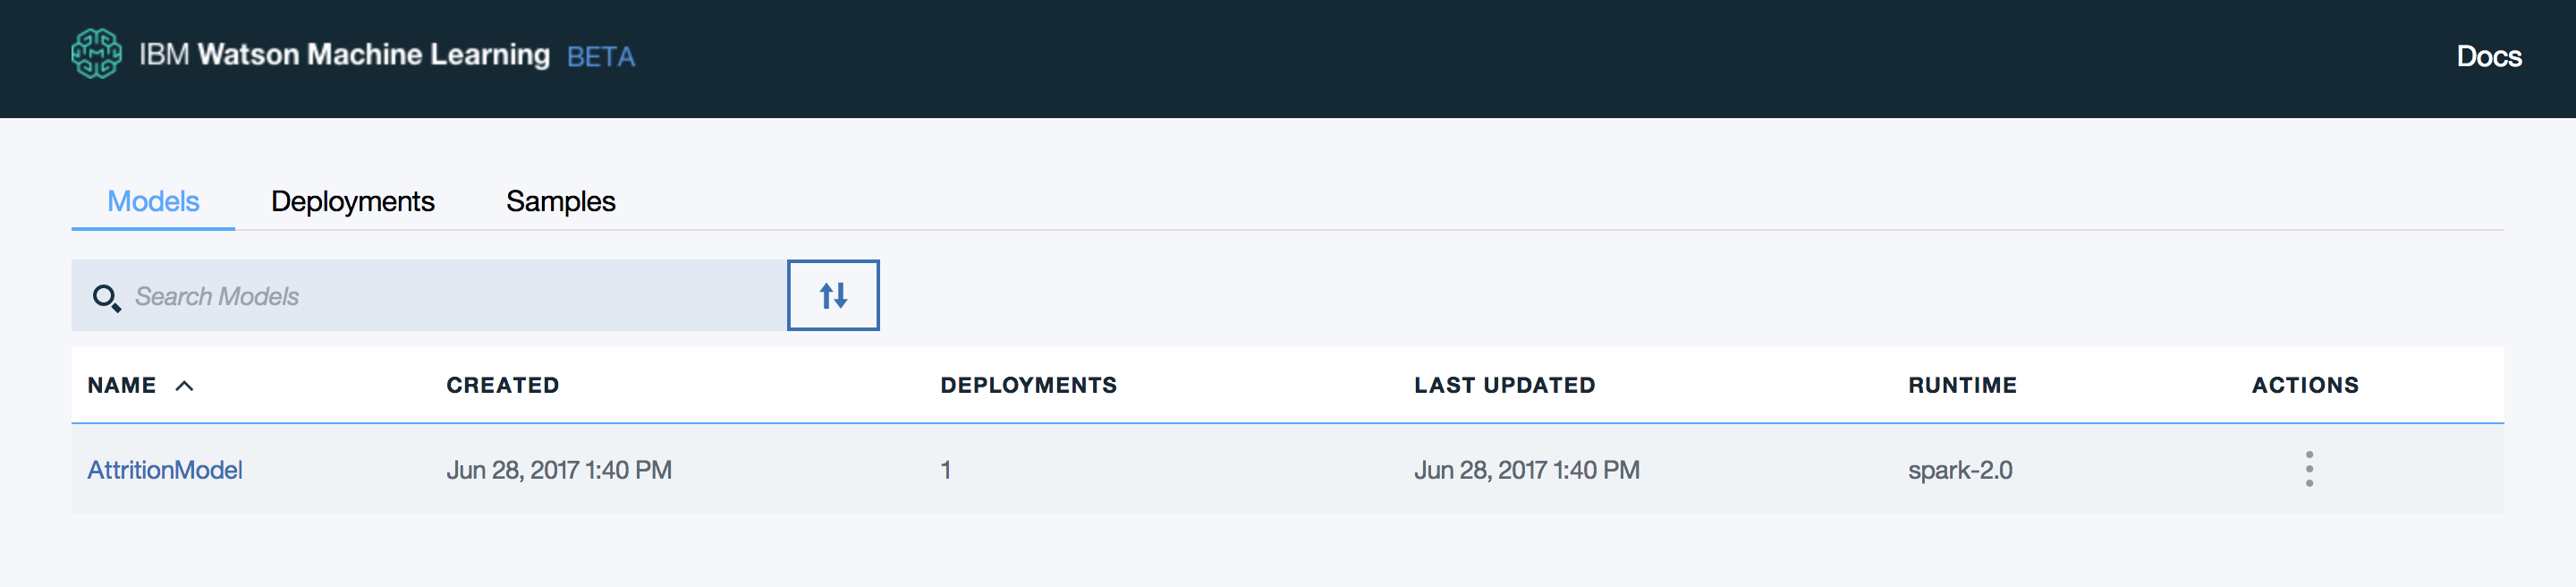 IBM Watson Machine Learning BETA
Docs
Models Deployments Samples
Search Models
NAME CREATED DEPLOYMENTS LAST UPDATED RUNTIME ACTIONS
AttritionModel Jun 28, 2017 1:40 PM 1 Jun 28, 2017 1:40 PM spark-2.0